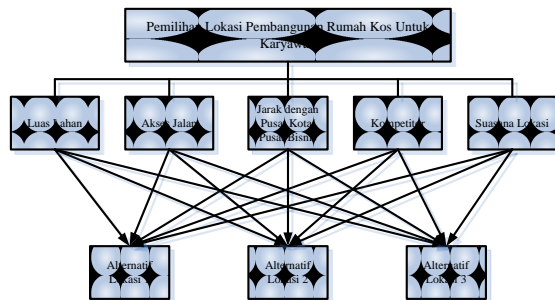 Pemilihan Lokasi Pembangunan Rumah Kos Untuk
Karyawan
Luas Lahan
Akses Jalan
Jarak dengan
Pusat Kota/
Pusat Bisnis
Kompetitor
Suasana Lokasi
Alternatif
Lokasi 1
Alternatif
Lokasi 2
Alternatif
Lokasi 3